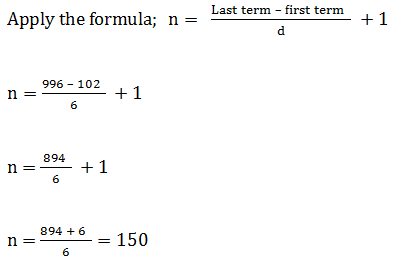 Apply the formula; n = (Last term – first term)/d + 1
n = (996 – 102)/6 + 1
n = 894/6 + 1
n = (894 + 6)/6 = 150